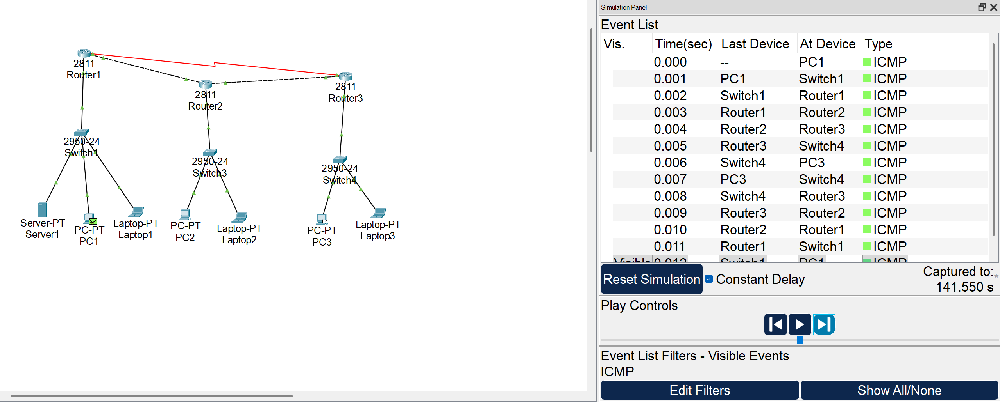 2811
Router1
2811
Router2
2811
Router3
2950-24
Switch1
2950-24
Switch3
2950-24
Switch4
Server-PT
Server1
PC-PT
PC1
Laptop-PT
Laptop1
PC-PT
PC2
Laptop-PT
Laptop2
PC-PT
PC3
Laptop-PT
Laptop3
Simulation Panel
Event List
Vis. Time(sec) Last Device At Device Type
0.000 -- PC1 ICMP
0.001 PC1 Switch1 ICMP
0.002 Switch1 Router1 ICMP
0.003 Router1 Router2 ICMP
0.004 Router2 Router3 ICMP
0.005 Router3 Switch4 ICMP
0.006 Switch4 PC3 ICMP
0.007 PC3 Switch4 ICMP
0.008 Switch4 Router3 ICMP
0.009 Router3 Router2 ICMP
0.010 Router2 Router1 ICMP
0.011 Router1 Switch1 ICMP
Visible 0.012 Switch1 PC1 ICMP
Reset Simulation Constant Delay Captured to: *
141.550 s
Play Controls
Event List Filters - Visible Events
ICMP
Edit Filters Show All/None